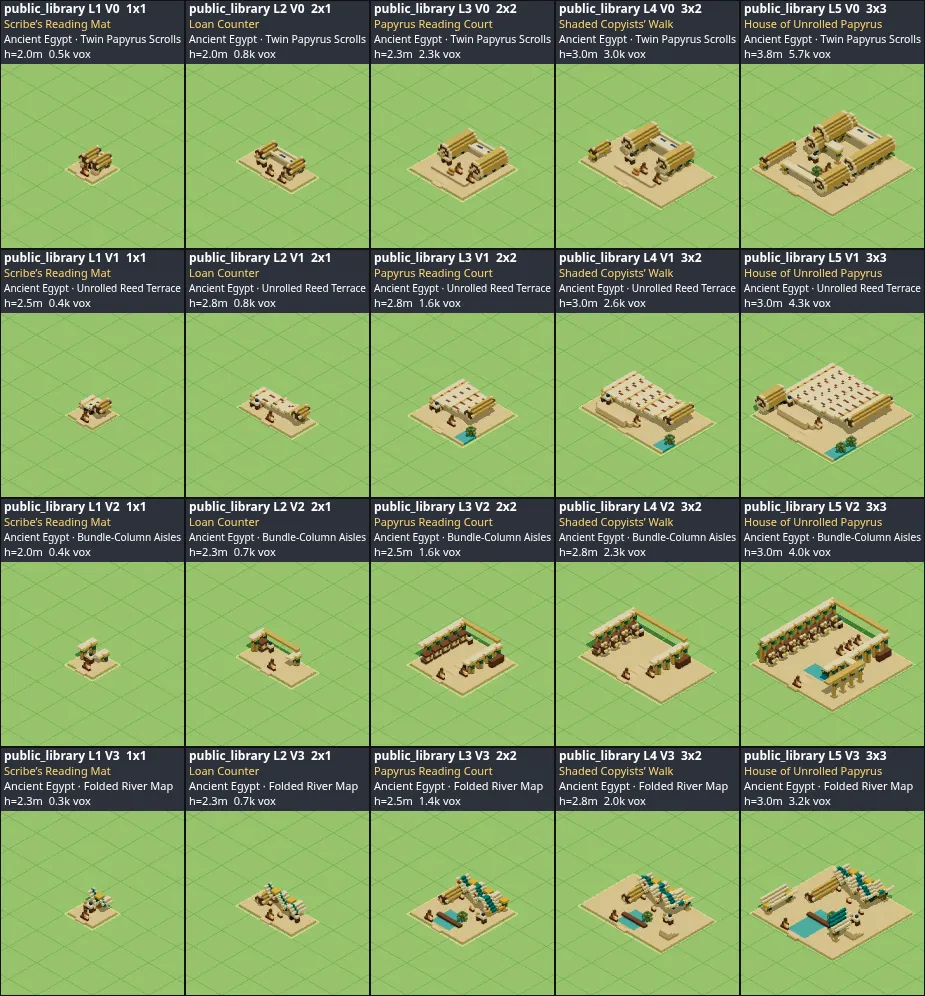 public_library L1 V0 1x1
Scribe's Reading Mat
Ancient Egypt · Twin Papyrus Scrolls
h=2.0m 0.5k vox
public_library L2 V0 2x1
Loan Counter
Ancient Egypt · Twin Papyrus Scrolls
h=2.0m 0.8k vox
public_library L3 V0 2x2
Papyrus Reading Court
Ancient Egypt · Twin Papyrus Scrolls
h=2.3m 2.3k vox
public_library L4 V0 3x2
Shaded Copyists' Walk
Ancient Egypt · Twin Papyrus Scrolls
h=3.0m 3.0k vox
public_library L5 V0 3x3
House of Unrolled Papyrus
Ancient Egypt · Twin Papyrus Scrolls
h=3.8m 5.7k vox
public_library L1 V1 1x1
Scribe's Reading Mat
Ancient Egypt · Unrolled Reed Terrace
h=2.5m 0.4k vox
public_library L2 V1 2x1
Loan Counter
Ancient Egypt · Unrolled Reed Terrace
h=2.8m 0.8k vox
public_library L3 V1 2x2
Papyrus Reading Court
Ancient Egypt · Unrolled Reed Terrace
h=2.8m 1.6k vox
public_library L4 V1 3x2
Shaded Copyists' Walk
Ancient Egypt · Unrolled Reed Terrace
h=3.0m 2.6k vox
public_library L5 V1 3x3
House of Unrolled Papyrus
Ancient Egypt · Unrolled Reed Terrace
h=3.0m 4.3k vox
public_library L1 V2 1x1
Scribe's Reading Mat
Ancient Egypt · Bundle-Column Aisles
h=2.0m 0.4k vox
public_library L2 V2 2x1
Loan Counter
Ancient Egypt · Bundle-Column Aisles
h=2.3m 0.7k vox
public_library L3 V2 2x2
Papyrus Reading Court
Ancient Egypt · Bundle-Column Aisles
h=2.5m 1.6k vox
public_library L4 V2 3x2
Shaded Copyists' Walk
Ancient Egypt · Bundle-Column Aisles
h=2.8m 2.3k vox
public_library L5 V2 3x3
House of Unrolled Papyrus
Ancient Egypt · Bundle-Column Aisles
h=3.0m 4.0k vox
public_library L1 V3 1x1
Scribe's Reading Mat
Ancient Egypt · Folded River Map
h=2.3m 0.3k vox
public_library L2 V3 2x1
Loan Counter
Ancient Egypt · Folded River Map
h=2.3m 0.7k vox
public_library L3 V3 2x2
Papyrus Reading Court
Ancient Egypt · Folded River Map
h=2.5m 1.4k vox
public_library L4 V3 3x2
Shaded Copyists' Walk
Ancient Egypt · Folded River Map
h=2.8m 2.0k vox
public_library L5 V3 3x3
House of Unrolled Papyrus
Ancient Egypt · Folded River Map
h=3.0m 3.2k vox